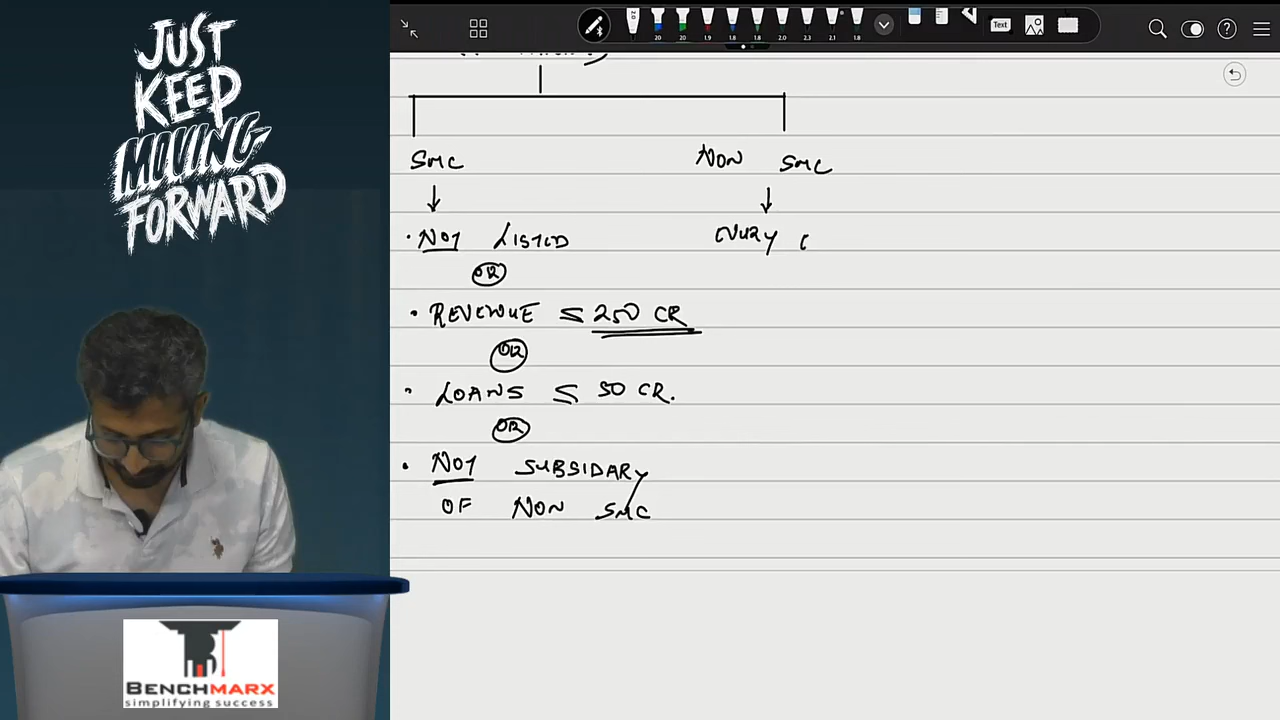 JUST
KEEP
MOVING
FORWARD
BENCHMARX
simplifying success
Text
SMC
NON SMC
NOT LISTED
EVERY
OR
REVENUE ≤ 250 CR
OR
LOANS ≤ 50 CR.
OR
NOT SUBSIDARY
OF NON SMC